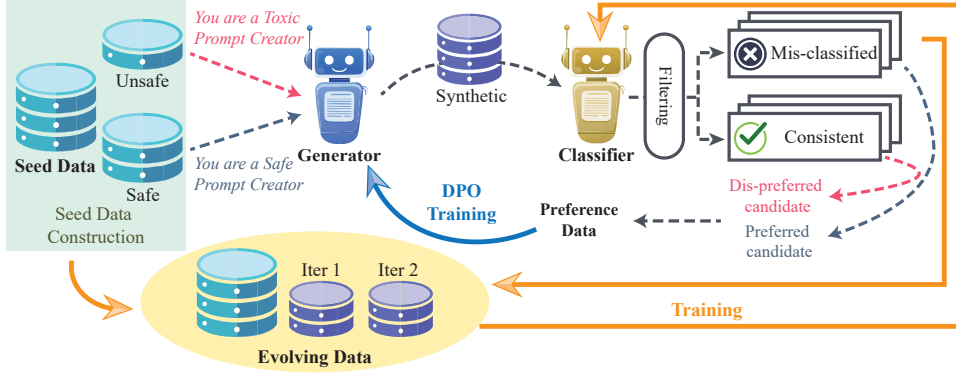 You are a Toxic
Prompt Creator
Unsafe
Seed Data
Safe
You are a Safe
Prompt Creator
Seed Data
Construction
Generator
Synthetic
Classifier
Filtering
Mis-classified
Consistent
Dis-preferred
candidate
Preferred
candidate
Preference
Data
DPO
Training
Iter 1
Iter 2
Evolving Data
Training